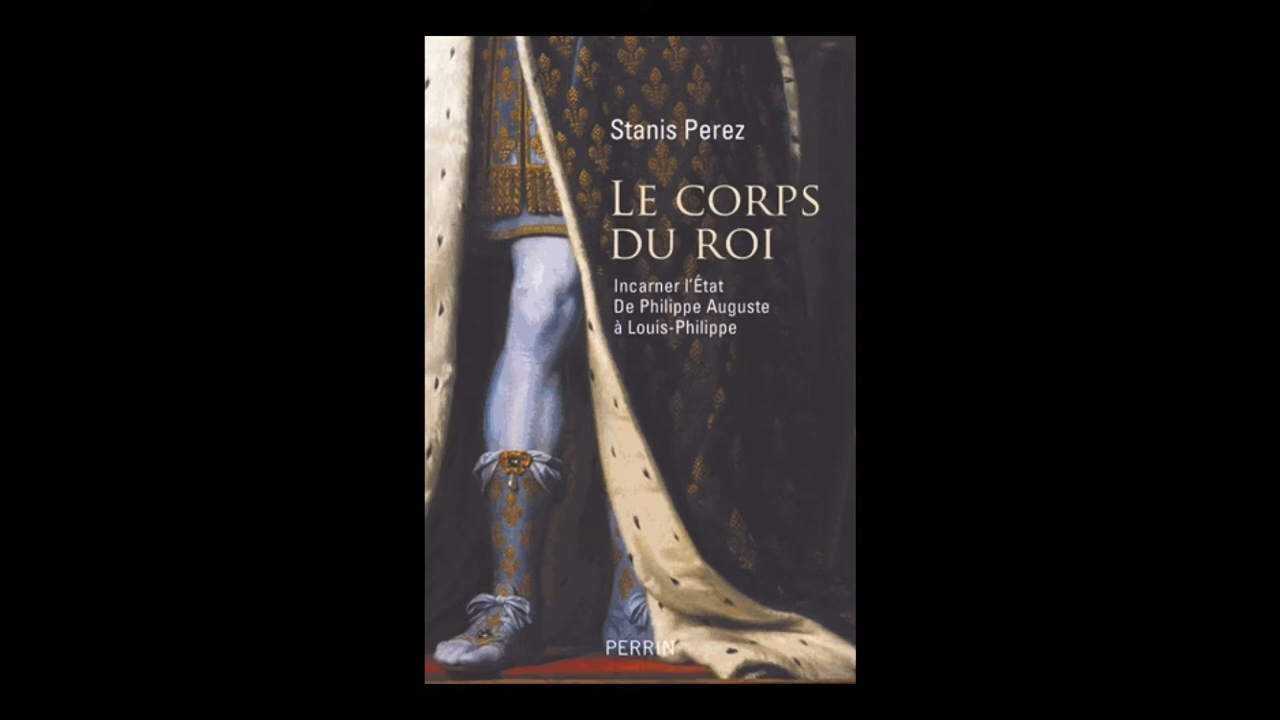 Stanis Perez
LE CORPS
DU ROI
Incarner l'État
De Philippe Auguste
à Louis-Philippe
PERRIN